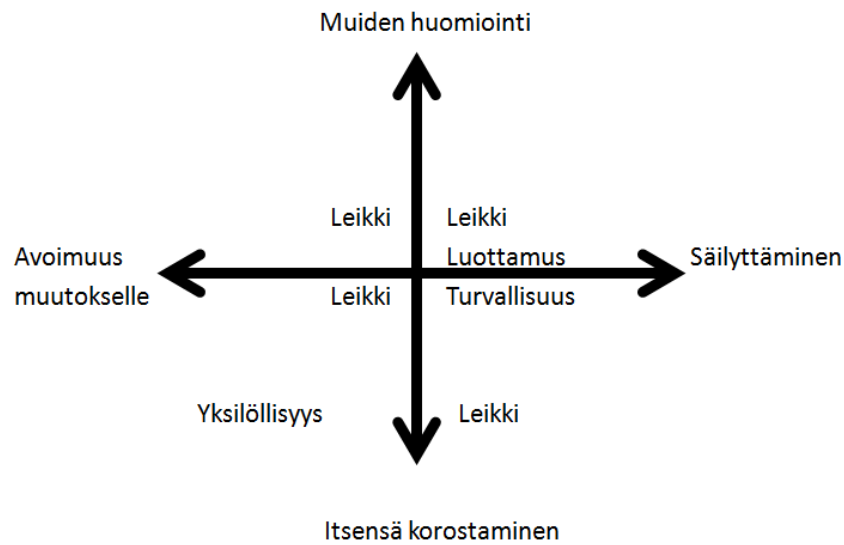 Muiden huomiointi
Leikki
Leikki
Avoimuus
muutokselle
Luottamus
Säilyttäminen
Leikki
Turvallisuus
Yksilöllisyys
Leikki
Itsensä korostaminen